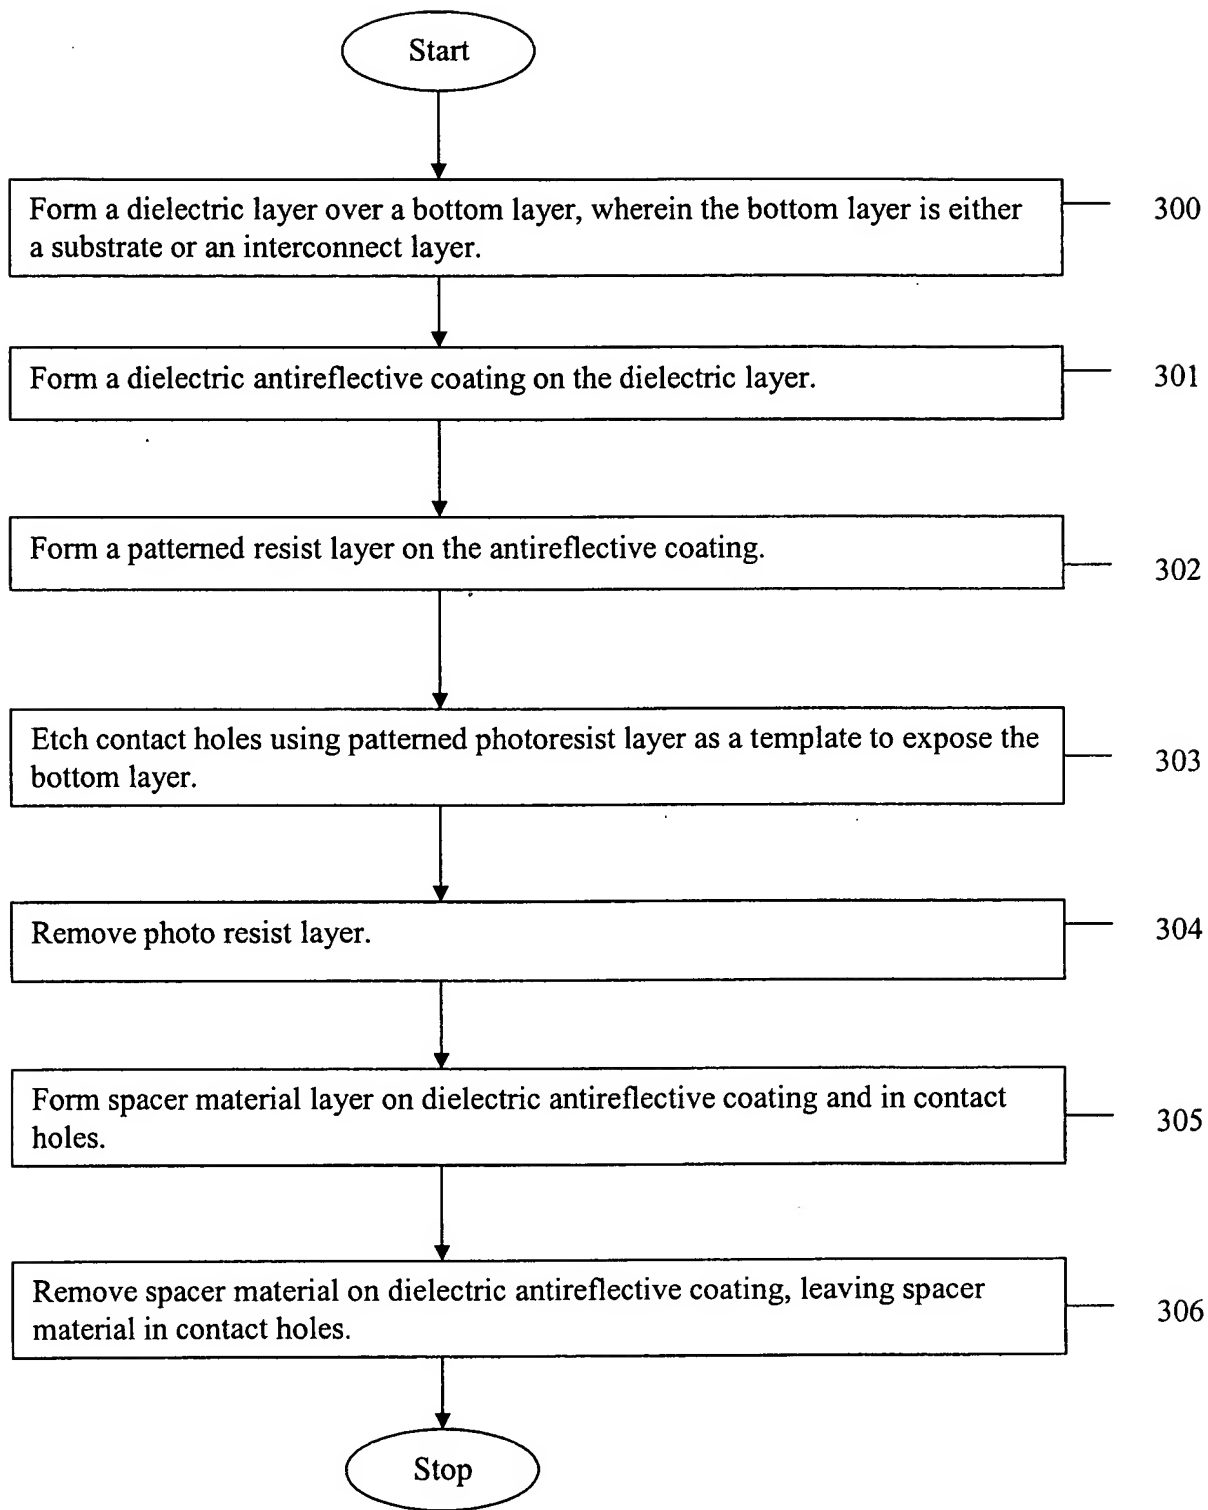 Start
Form a dielectric layer over a bottom layer, wherein the bottom layer is either
a substrate or an interconnect layer.
300
Form a dielectric antireflective coating on the dielectric layer.
301
Form a patterned resist layer on the antireflective coating.
302
Etch contact holes using patterned photoresist layer as a template to expose the
bottom layer.
303
Remove photo resist layer.
304
Form spacer material layer on dielectric antireflective coating and in contact
holes.
305
Remove spacer material on dielectric antireflective coating, leaving spacer
material in contact holes.
306
Stop